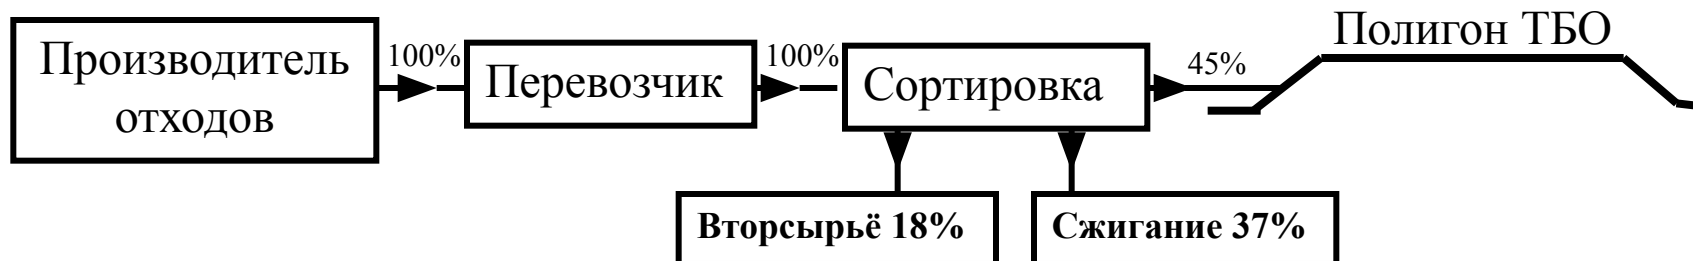 Производитель
отходов
100%
Перевозчик
100%
Сортировка
45%
Полигон ТБО
Вторсырьё 18%
Сжигание 37%